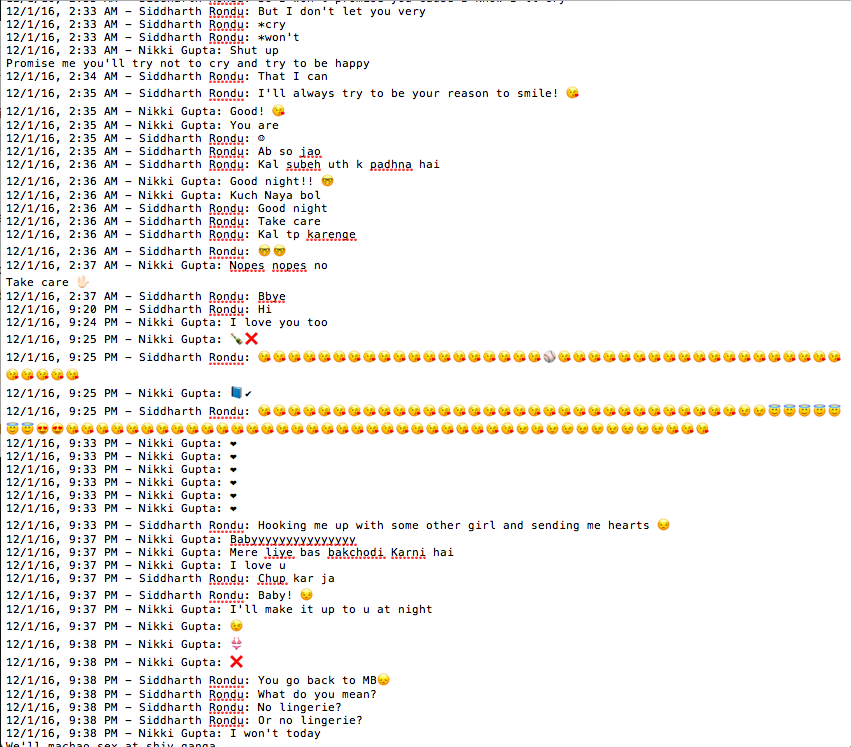 12/1/16, 2:33 AM - Siddharth Rondu: But I don't let you very
12/1/16, 2:33 AM - Siddharth Rondu: *cry
12/1/16, 2:33 AM - Siddharth Rondu: *won't
12/1/16, 2:33 AM - Nikki Gupta: Shut up
Promise me you'll try not to cry and try to be happy
12/1/16, 2:34 AM - Siddharth Rondu: That I can
12/1/16, 2:35 AM - Siddharth Rondu: I'll always try to be your reason to smile! 😘
12/1/16, 2:35 AM - Nikki Gupta: Good! 😘
12/1/16, 2:35 AM - Nikki Gupta: You are
12/1/16, 2:35 AM - Siddharth Rondu: ☺
12/1/16, 2:35 AM - Siddharth Rondu: Ab so jao
12/1/16, 2:36 AM - Siddharth Rondu: Kal subeh uth k padhna hai
12/1/16, 2:36 AM - Nikki Gupta: Good night!! 🤓
12/1/16, 2:36 AM - Nikki Gupta: Kuch Naya bol
12/1/16, 2:36 AM - Siddharth Rondu: Good night
12/1/16, 2:36 AM - Siddharth Rondu: Take care
12/1/16, 2:36 AM - Siddharth Rondu: Kal tp karenge
12/1/16, 2:36 AM - Siddharth Rondu: 🤓🤓
12/1/16, 2:37 AM - Nikki Gupta: Nopes nopes no
Take care 🖐🏻
12/1/16, 2:37 AM - Siddharth Rondu: Bbye
12/1/16, 9:20 PM - Siddharth Rondu: Hi
12/1/16, 9:24 PM - Nikki Gupta: I love you too
12/1/16, 9:25 PM - Nikki Gupta: 🍾❌
12/1/16, 9:25 PM - Siddharth Rondu: 😘😘😘😘😘😘😘😘😘😘😘😘😘😘😘😘😘😘😘⚾😘😘😘😘😘😘😘😘😘😘😘😘😘😘😘😘😘😘😘
😘😘😘😘😘
12/1/16, 9:25 PM - Nikki Gupta: 📘✔
12/1/16, 9:25 PM - Siddharth Rondu: 😘😘😘😘😘😘😘😘😘😘😘😘😘😘😘😘😘😘😘😘😘😘😘😘😘😘😘😘😘😘😘😘😉😉😇😇😇😇😇
😇😇😍😍😘😘😘😘😘😘😘😘😘😘😘😘😘😘😘😘😘😘😘😘😘😘😘😘😘😘😘😘😘😘😉😘😉😉😉😉😉😉😉😉😘😘😘
12/1/16, 9:33 PM - Nikki Gupta: ❤
12/1/16, 9:33 PM - Nikki Gupta: ❤
12/1/16, 9:33 PM - Nikki Gupta: ❤
12/1/16, 9:33 PM - Nikki Gupta: ❤
12/1/16, 9:33 PM - Nikki Gupta: ❤
12/1/16, 9:33 PM - Nikki Gupta: ❤
12/1/16, 9:33 PM - Siddharth Rondu: Hooking me up with some other girl and sending me hearts 😒
12/1/16, 9:37 PM - Nikki Gupta: Babyyyyyyyyyyyyyyy
12/1/16, 9:37 PM - Nikki Gupta: Mere liye bas bakchodi Karni hai
12/1/16, 9:37 PM - Nikki Gupta: I love u
12/1/16, 9:37 PM - Siddharth Rondu: Chup kar ja
12/1/16, 9:37 PM - Siddharth Rondu: Baby! 😒
12/1/16, 9:37 PM - Nikki Gupta: I'll make it up to u at night
12/1/16, 9:37 PM - Nikki Gupta: 😉
12/1/16, 9:38 PM - Nikki Gupta: 👙
12/1/16, 9:38 PM - Nikki Gupta: ❌
12/1/16, 9:38 PM - Siddharth Rondu: You go back to MB😞
12/1/16, 9:38 PM - Siddharth Rondu: What do you mean?
12/1/16, 9:38 PM - Siddharth Rondu: No lingerie?
12/1/16, 9:38 PM - Siddharth Rondu: Or no lingerie?
12/1/16, 9:38 PM - Nikki Gupta: I won't today
We'll machao sex at shiv ganga